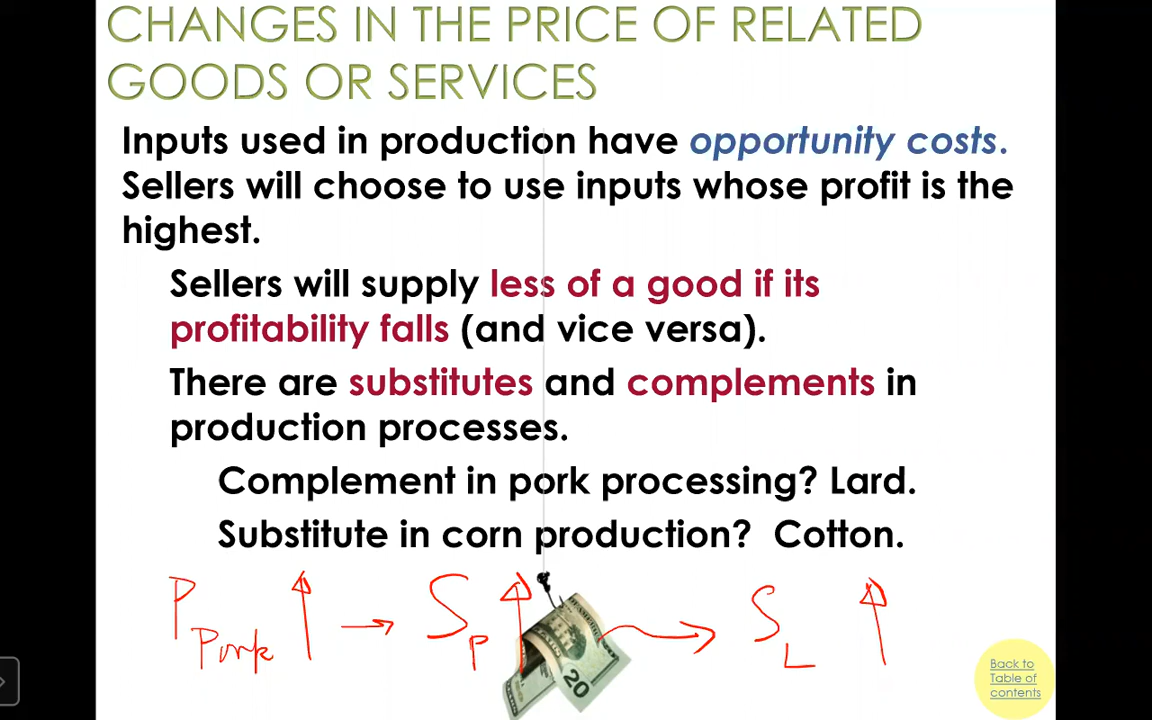 CHANGES IN THE PRICE OF RELATED
GOODS OR SERVICES
Inputs used in production have opportunity costs.
Sellers will choose to use inputs whose profit is the
highest.
Sellers will supply less of a good if its
profitability falls (and vice versa).
There are substitutes and complements in
production processes.
Complement in pork processing? Lard.
Substitute in corn production? Cotton.
P Pork ↑ → S P ↑ → S L ↑
20
Back to
Table of
contents